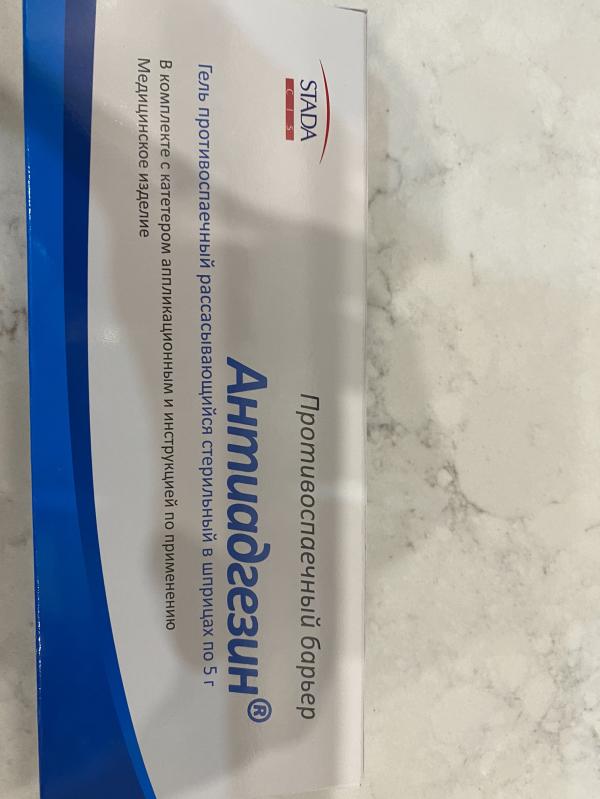 STADA
CIS
Противоспаечный барьер
Антиадгезин®
Гель противоспаечный рассасывающийся стерильный в шприцах по 5 г
В комплекте с катетером аппликационным и инструкцией по применению
Медицинское изделие